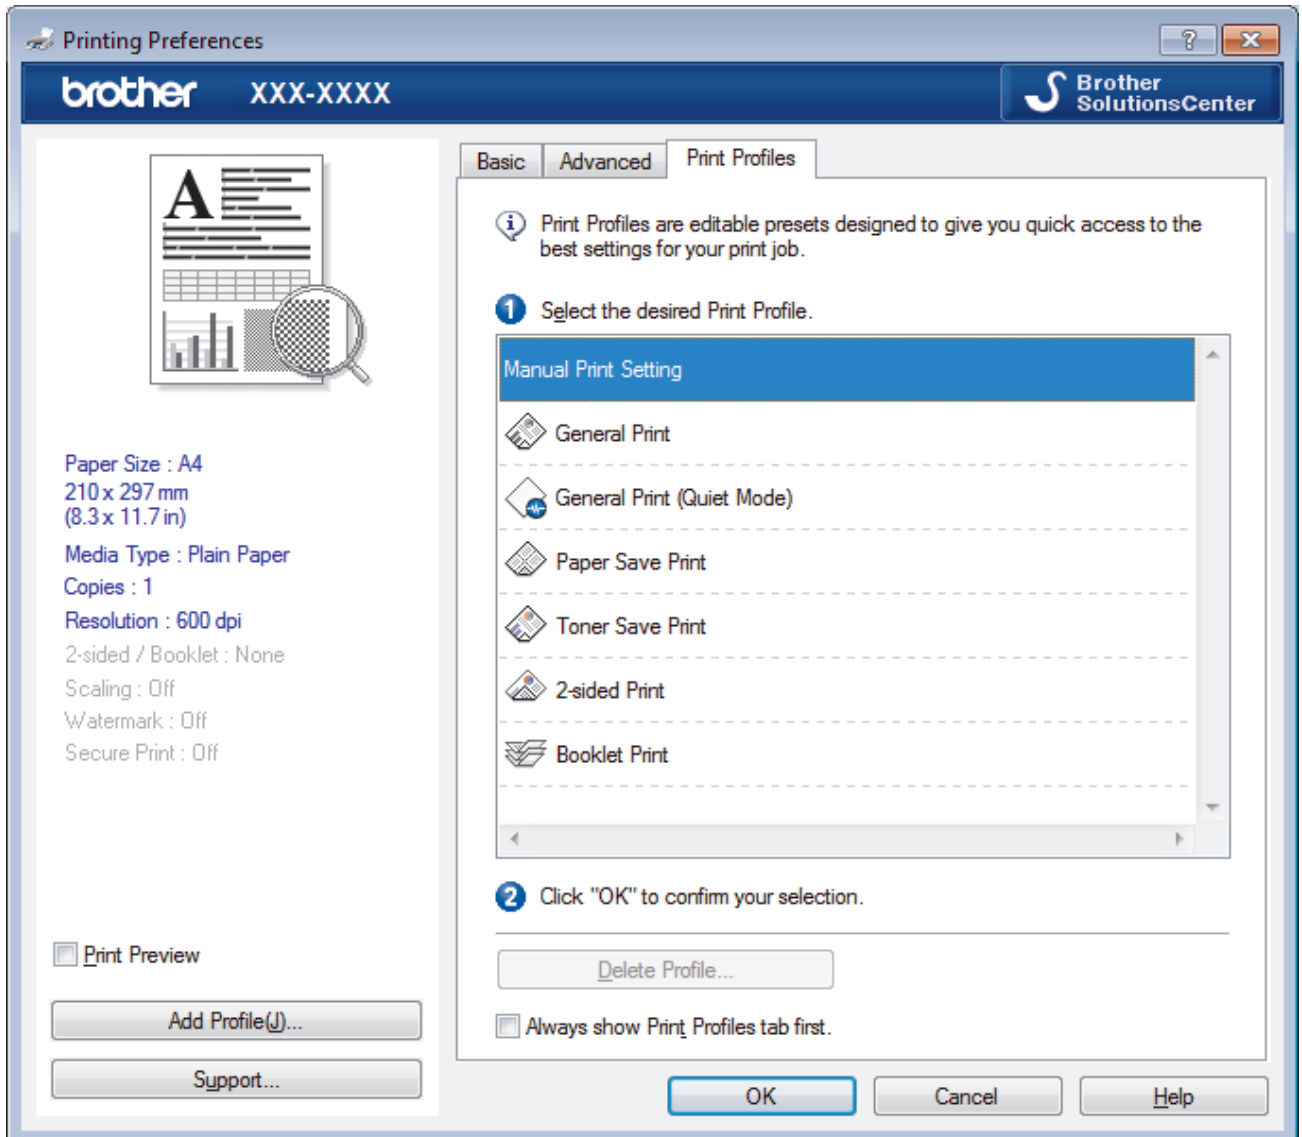 Printing Preferences
brother XXX-XXXX
Brother
SolutionsCenter
Basic
Advanced
Print Profiles
A
Paper Size : A4
210 x 297 mm
(8.3 x 11.7 in)
Media Type : Plain Paper
Copies : 1
Resolution : 600 dpi
2-sided / Booklet : None
Scaling : Off
Watermark : Off
Secure Print : Off
Print Preview
Add Profile(J)...
Support...
Print Profiles are editable presets designed to give you quick access to the
best settings for your print job.
1 Select the desired Print Profile.
Manual Print Setting
General Print
General Print (Quiet Mode)
Paper Save Print
Toner Save Print
2-sided Print
Booklet Print
2 Click "OK" to confirm your selection.
Delete Profile...
Always show Print Profiles tab first.
OK
Cancel
Help